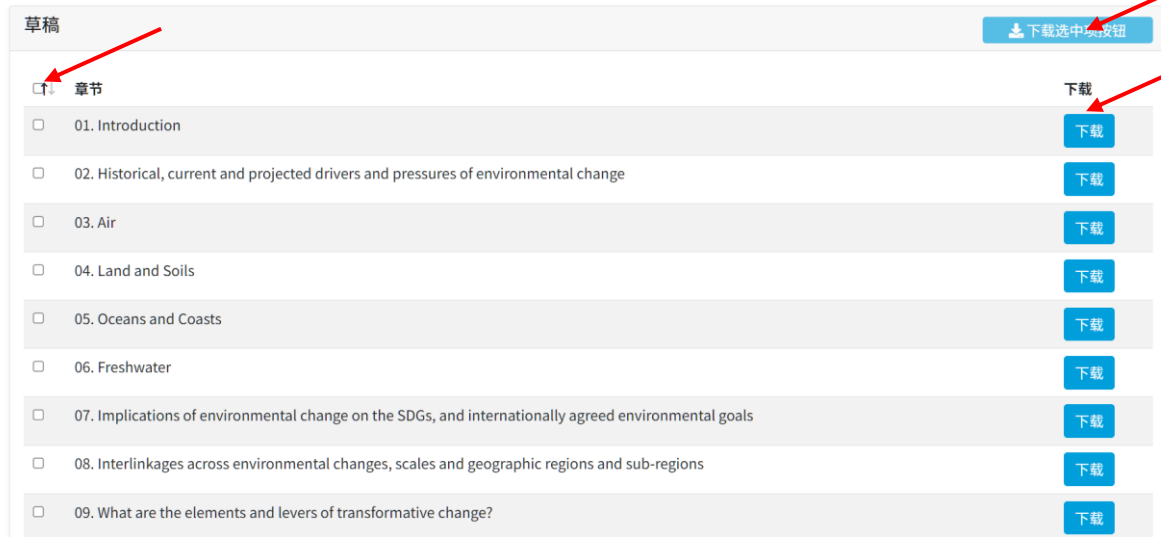 草稿
下载选中项按钮
章节 下载
01. Introduction 下载
02. Historical, current and projected drivers and pressures of environmental change 下载
03. Air 下载
04. Land and Soils 下载
05. Oceans and Coasts 下载
06. Freshwater 下载
07. Implications of environmental change on the SDGs, and internationally agreed environmental goals 下载
08. Interlinkages across environmental changes, scales and geographic regions and sub-regions 下载
09. What are the elements and levers of transformative change? 下载